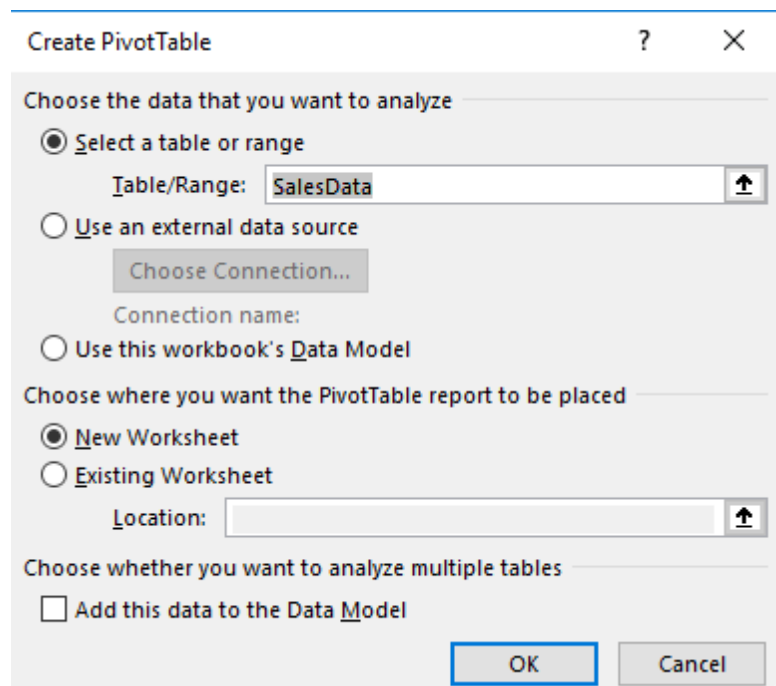 Create PivotTable ? ×
Choose the data that you want to analyze
Select a table or range
Table/Range: SalesData
Use an external data source
Choose Connection...
Connection name:
Use this workbook's Data Model
Choose where you want the PivotTable report to be placed
New Worksheet
Existing Worksheet
Location:
Choose whether you want to analyze multiple tables
Add this data to the Data Model
OK Cancel